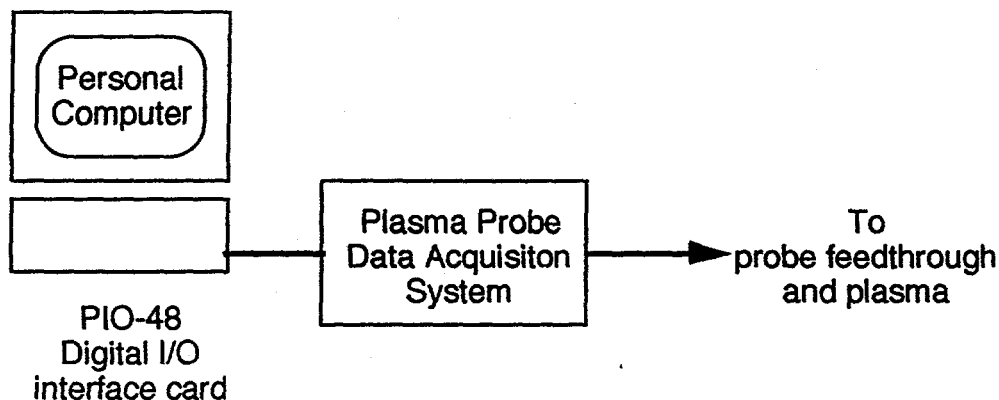 Personal
Computer
PIO-48
Digital I/O
interface card
Plasma Probe
Data Acquisiton
System
To
probe feedthrough
and plasma